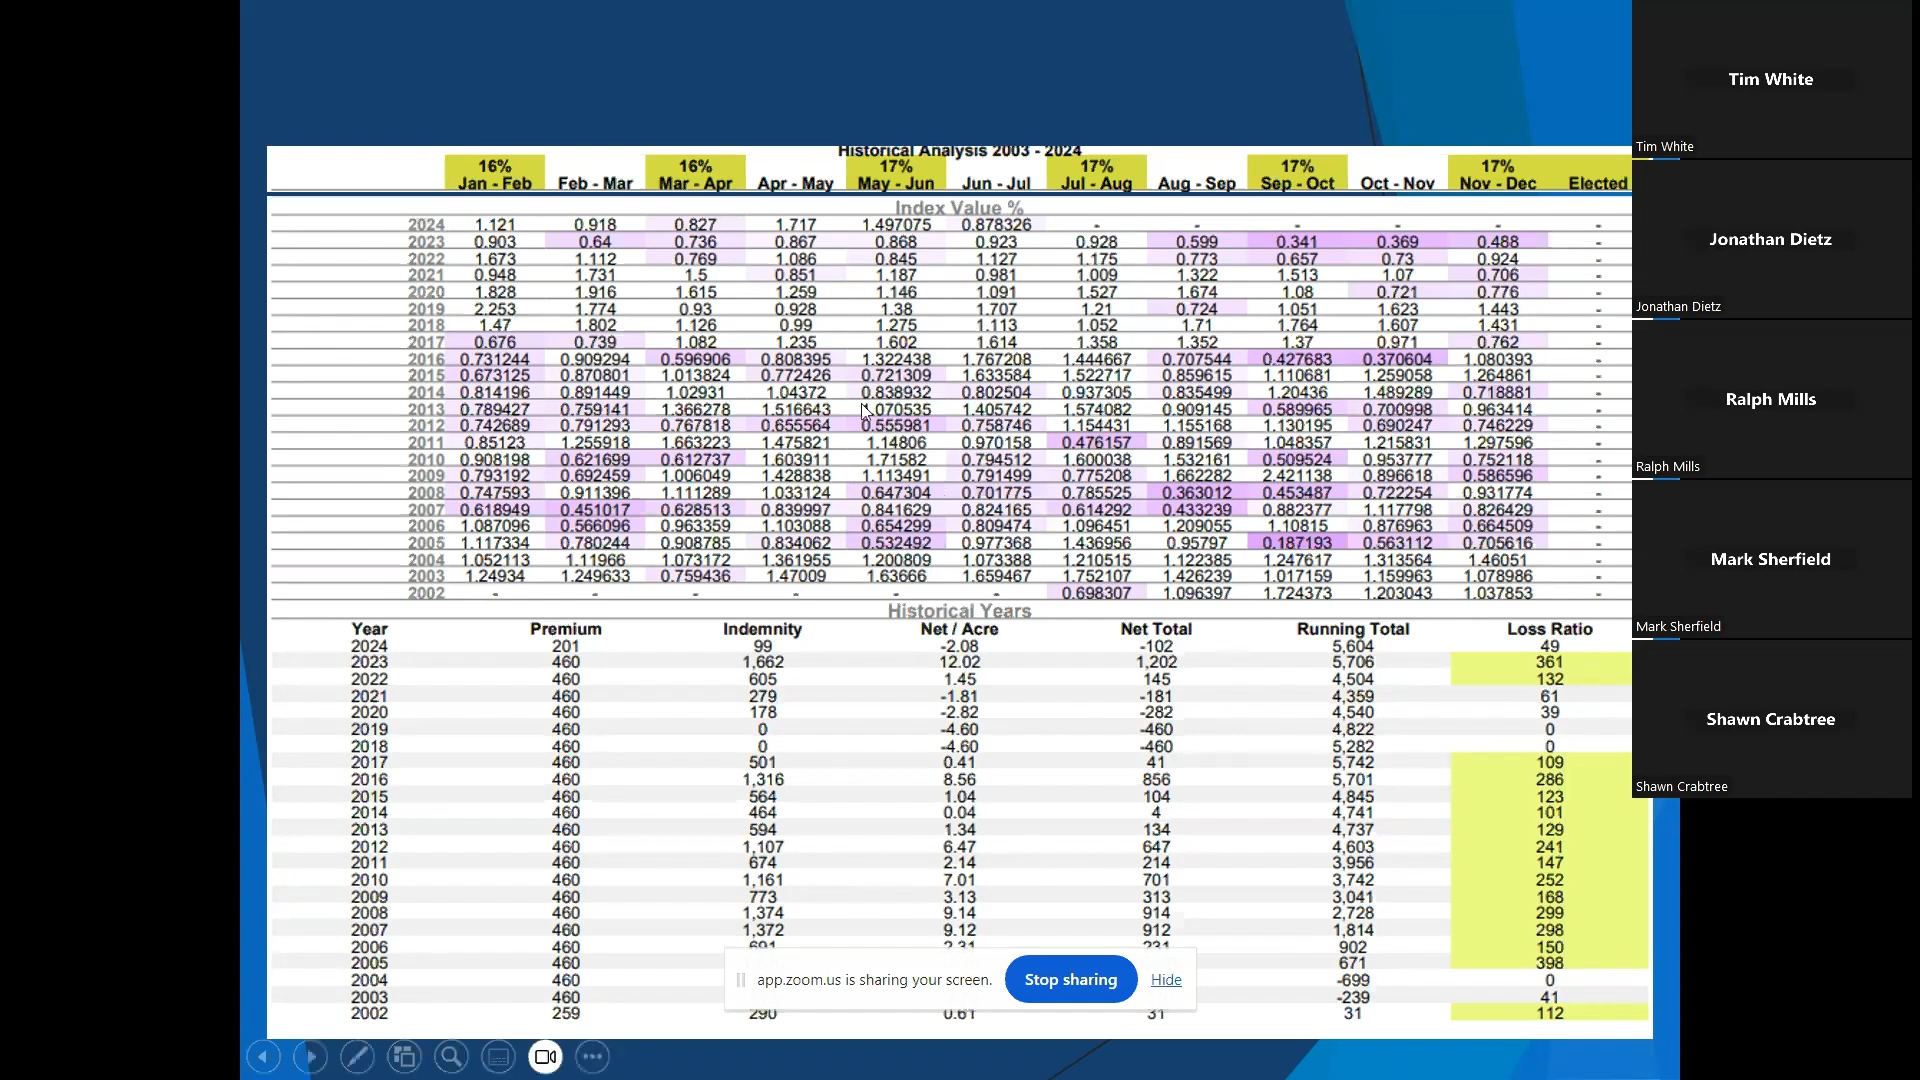 Historical Analysis 2003 - 2024
16% 16% 17% 17% 17% 17%
Jan - Feb Feb - Mar Mar - Apr Apr - May May - Jun Jun - Jul Jul - Aug Aug - Sep Sep - Oct Oct - Nov Nov - Dec Elected
Index Value %
2024 1.121 0.918 0.827 1.717 1.497075 0.878326 - - - - - -
2023 0.903 0.64 0.736 0.867 0.868 0.923 0.928 0.599 0.341 0.369 0.488 -
2022 1.673 1.112 0.769 1.086 0.845 1.127 1.175 0.773 0.657 0.73 0.924 -
2021 0.948 1.731 1.5 0.851 1.187 0.981 1.009 1.322 1.513 1.07 0.706 -
2020 1.828 1.916 1.615 1.259 1.146 1.091 1.527 1.674 1.08 0.721 0.776 -
2019 2.253 1.774 0.93 0.928 1.38 1.707 1.21 0.724 1.051 1.623 1.443 -
2018 1.47 1.802 1.126 0.99 1.275 1.113 1.052 1.71 1.764 1.607 1.431 -
2017 0.676 0.739 1.082 1.235 1.602 1.614 1.358 1.352 1.37 0.971 0.762 -
2016 0.731244 0.909294 0.596906 0.808395 1.322438 1.767208 1.444667 0.707544 0.427683 0.370604 1.080393 -
2015 0.673125 0.870801 1.013824 0.772426 0.721309 1.633584 1.522717 0.859615 1.110681 1.259058 1.264861 -
2014 0.814196 0.891449 1.02931 1.04372 0.838932 0.802504 0.937305 0.835499 1.20436 1.489289 0.718881 -
2013 0.789427 0.759141 1.366278 1.516643 1.070535 1.405742 1.574082 0.909145 0.589965 0.700998 0.963414 -
2012 0.742689 0.791293 0.767818 0.655564 0.555981 0.758746 1.154431 1.155168 1.130195 0.690247 0.746229 -
2011 0.85123 1.255918 1.663223 1.475821 1.14806 0.970158 0.476157 0.891569 1.048357 1.215831 1.297596 -
2010 0.908198 0.621699 0.612737 1.603911 1.71582 0.794512 1.600038 1.532161 0.509524 0.953777 0.752118 -
2009 0.793192 0.692459 1.006049 1.428838 1.113491 0.791499 0.775208 1.662282 2.421138 0.896618 0.586596 -
2008 0.747593 0.911396 1.111289 1.033124 0.647304 0.701775 0.785525 0.363012 0.453487 0.722254 0.931774 -
2007 0.618949 0.451017 0.628513 0.839997 0.841629 0.824165 0.614292 0.433239 0.882377 1.117798 0.826429 -
2006 1.087096 0.566096 0.963359 1.103088 0.654299 0.809474 1.096451 1.209055 1.10815 0.876963 0.664509 -
2005 1.117334 0.780244 0.908785 0.834062 0.532492 0.977368 1.436956 0.95797 0.187193 0.563112 0.705616 -
2004 1.052113 1.11966 1.073172 1.361955 1.200809 1.073388 1.210515 1.122385 1.247617 1.313564 1.46051 -
2003 1.24934 1.249633 0.759436 1.47009 1.63666 1.659467 1.752107 1.426239 1.017159 1.159963 1.078986 -
2002 - - - - - - 0.698307 1.096397 1.724373 1.203043 1.037853 -
Historical Years
Year Premium Indemnity Net / Acre Net Total Running Total Loss Ratio
2024 201 99 -2.08 -102 5,604 49
2023 460 1,662 12.02 1,202 5,706 361
2022 460 605 1.45 145 4,504 132
2021 460 279 -1.81 -181 4,359 61
2020 460 178 -2.82 -282 4,540 39
2019 460 0 -4.60 -460 4,822 0
2018 460 0 -4.60 -460 5,282 0
2017 460 501 0.41 41 5,742 109
2016 460 1,316 8.56 856 5,701 286
2015 460 564 1.04 104 4,845 123
2014 460 464 0.04 4 4,741 101
2013 460 594 1.34 134 4,737 129
2012 460 1,107 6.47 647 4,603 241
2011 460 674 2.14 214 3,956 147
2010 460 1,161 7.01 701 3,742 252
2009 460 773 3.13 313 3,041 168
2008 460 1,374 9.14 914 2,728 299
2007 460 1,372 9.12 912 1,814 298
2006 460 691 2.31 231 902 150
2005 460 671 398
2004 460 -699 0
2003 460 -239 41
2002 259 290 0.61 31 31 112
app.zoom.us is sharing your screen.
Stop sharing
Hide
Tim White
Tim White
Jonathan Dietz
Jonathan Dietz
Ralph Mills
Ralph Mills
Mark Sherfield
Mark Sherfield
Shawn Crabtree
Shawn Crabtree